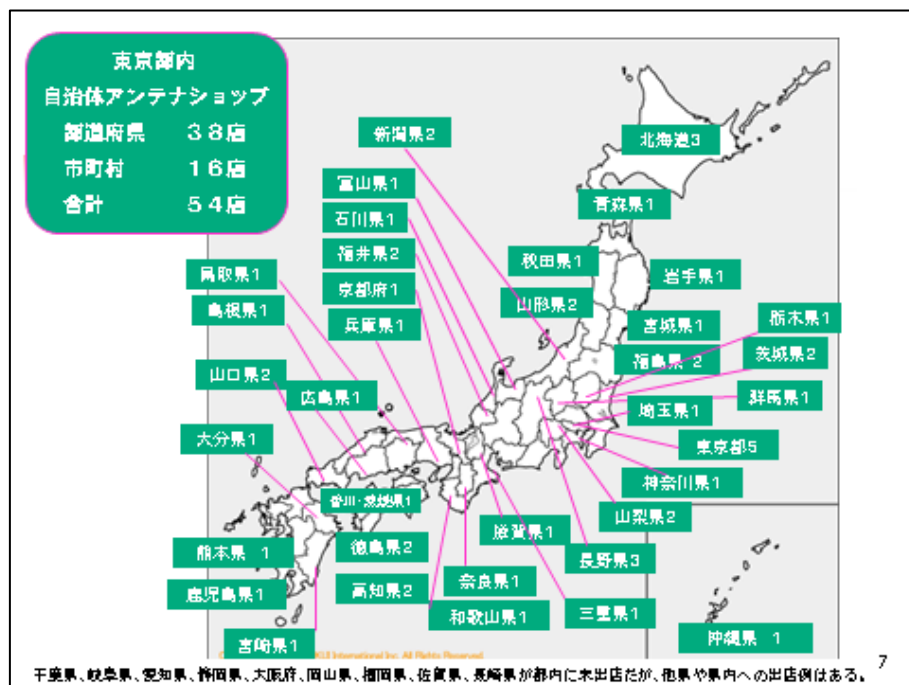 東京都内
自治体アンテナショップ
都道府県 38店
市町村 16店
合計 54店
新潟県2
北海道3
富山県1
石川県1
青森県1
福井県2
秋田県1
岩手県1
鳥取県1
京都府1
山形県2
島根県1
兵庫県1
宮城県1
栃木県1
福島県 2
茨城県2
山口県2
広島県1
群馬県1
埼玉県1
大分県1
東京都5
神奈川県1
香川・愛媛県1
山梨県2
滋賀県1
徳島県2
熊本県 1
長野県3
奈良県1
高知県2
鹿児島県1
和歌山県1
三重県1
宮崎県1
沖縄県 1
KUI International Inc. All Rights Reserved.
千葉県、岐阜県、愛知県、静岡県、大阪府、岡山県、福岡県、佐賀県、長崎県が都内に未出店だが、他県や県内への出店例はある。
7